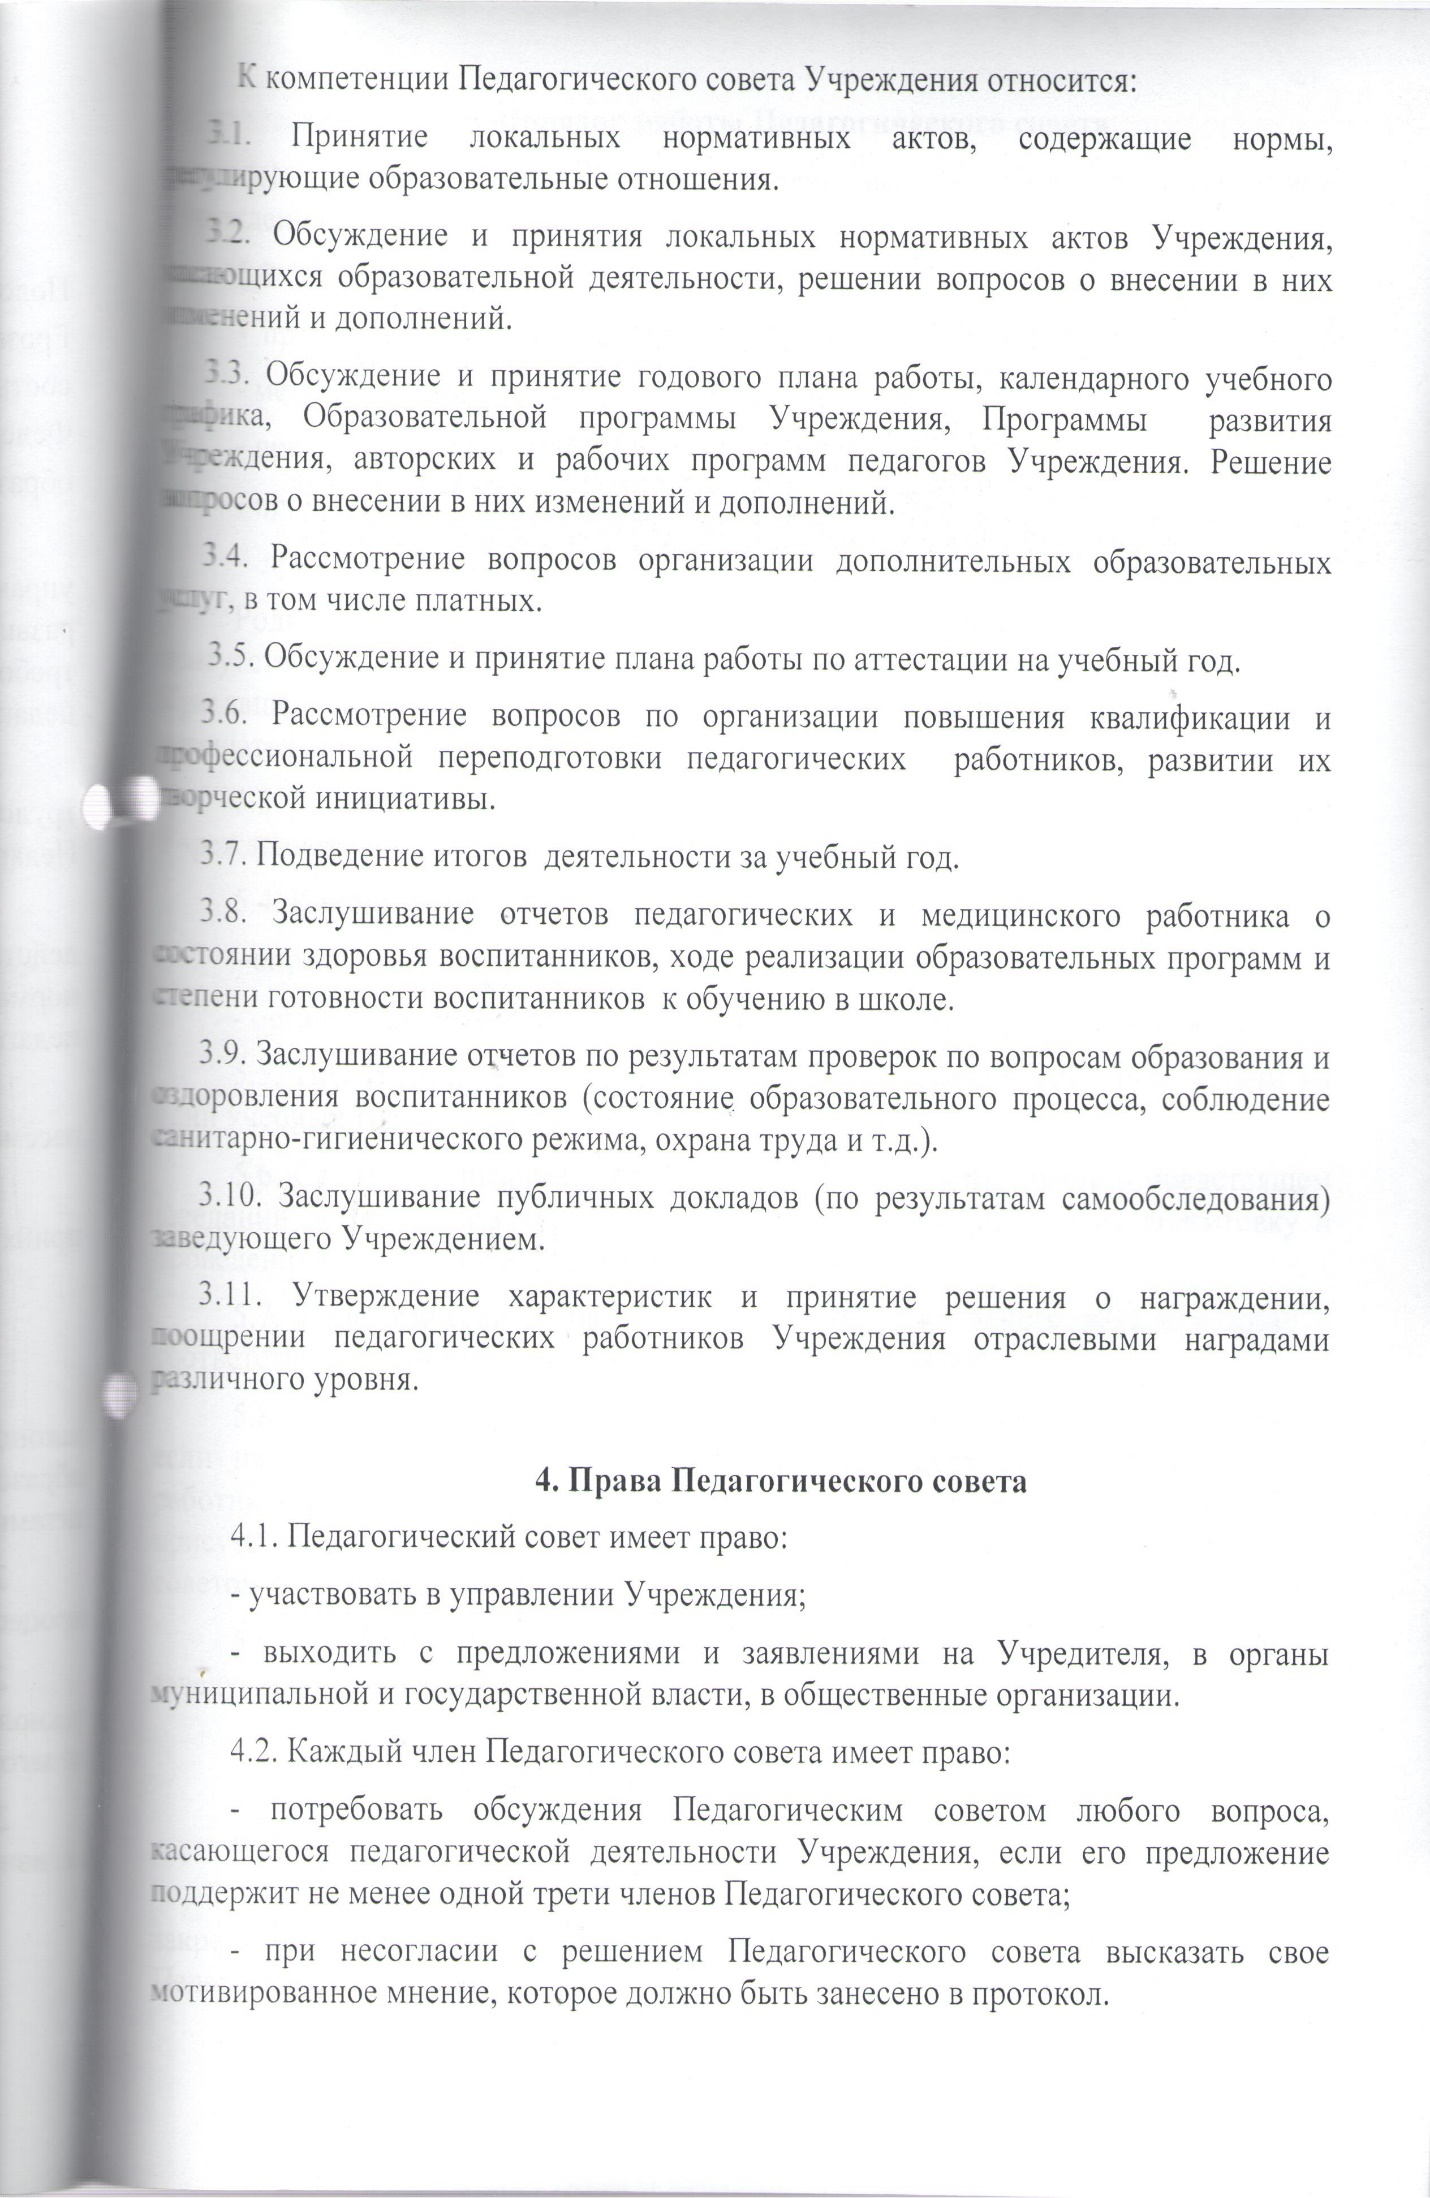 К компетенции Педагогического совета Учреждения относится:
3.1. Принятие локальных нормативных актов, содержащие нормы,
регулирующие образовательные отношения.
3.2. Обсуждение и принятия локальных нормативных актов Учреждения,
касающихся образовательной деятельности, решении вопросов о внесении в них
изменений и дополнений.
3.3. Обсуждение и принятие годового плана работы, календарного учебного
графика, Образовательной программы Учреждения, Программы развития
Учреждения, авторских и рабочих программ педагогов Учреждения. Решение
вопросов о внесении в них изменений и дополнений.
3.4. Рассмотрение вопросов организации дополнительных образовательных
услуг, в том числе платных.
3.5. Обсуждение и принятие плана работы по аттестации на учебный год.
3.6. Рассмотрение вопросов по организации повышения квалификации и
профессиональной переподготовки педагогических работников, развитии их
творческой инициативы.
3.7. Подведение итогов деятельности за учебный год.
3.8. Заслушивание отчетов педагогических и медицинского работника о
состоянии здоровья воспитанников, ходе реализации образовательных программ и
степени готовности воспитанников к обучению в школе.
3.9. Заслушивание отчетов по результатам проверок по вопросам образования и
оздоровления воспитанников (состояние образовательного процесса, соблюдение
санитарно-гигиенического режима, охрана труда и т.д.).
3.10. Заслушивание публичных докладов (по результатам самообследования)
заведующего Учреждением.
3.11. Утверждение характеристик и принятие решения о награждении,
поощрении педагогических работников Учреждения отраслевыми наградами
различного уровня.
4. Права Педагогического совета
4.1. Педагогический совет имеет право:
- участвовать в управлении Учреждения;
- выходить с предложениями и заявлениями на Учредителя, в органы
муниципальной и государственной власти, в общественные организации.
4.2. Каждый член Педагогического совета имеет право:
- потребовать обсуждения Педагогическим советом любого вопроса,
касающегося педагогической деятельности Учреждения, если его предложение
поддержит не менее одной трети членов Педагогического совета;
- при несогласии с решением Педагогического совета высказать свое
мотивированное мнение, которое должно быть занесено в протокол.